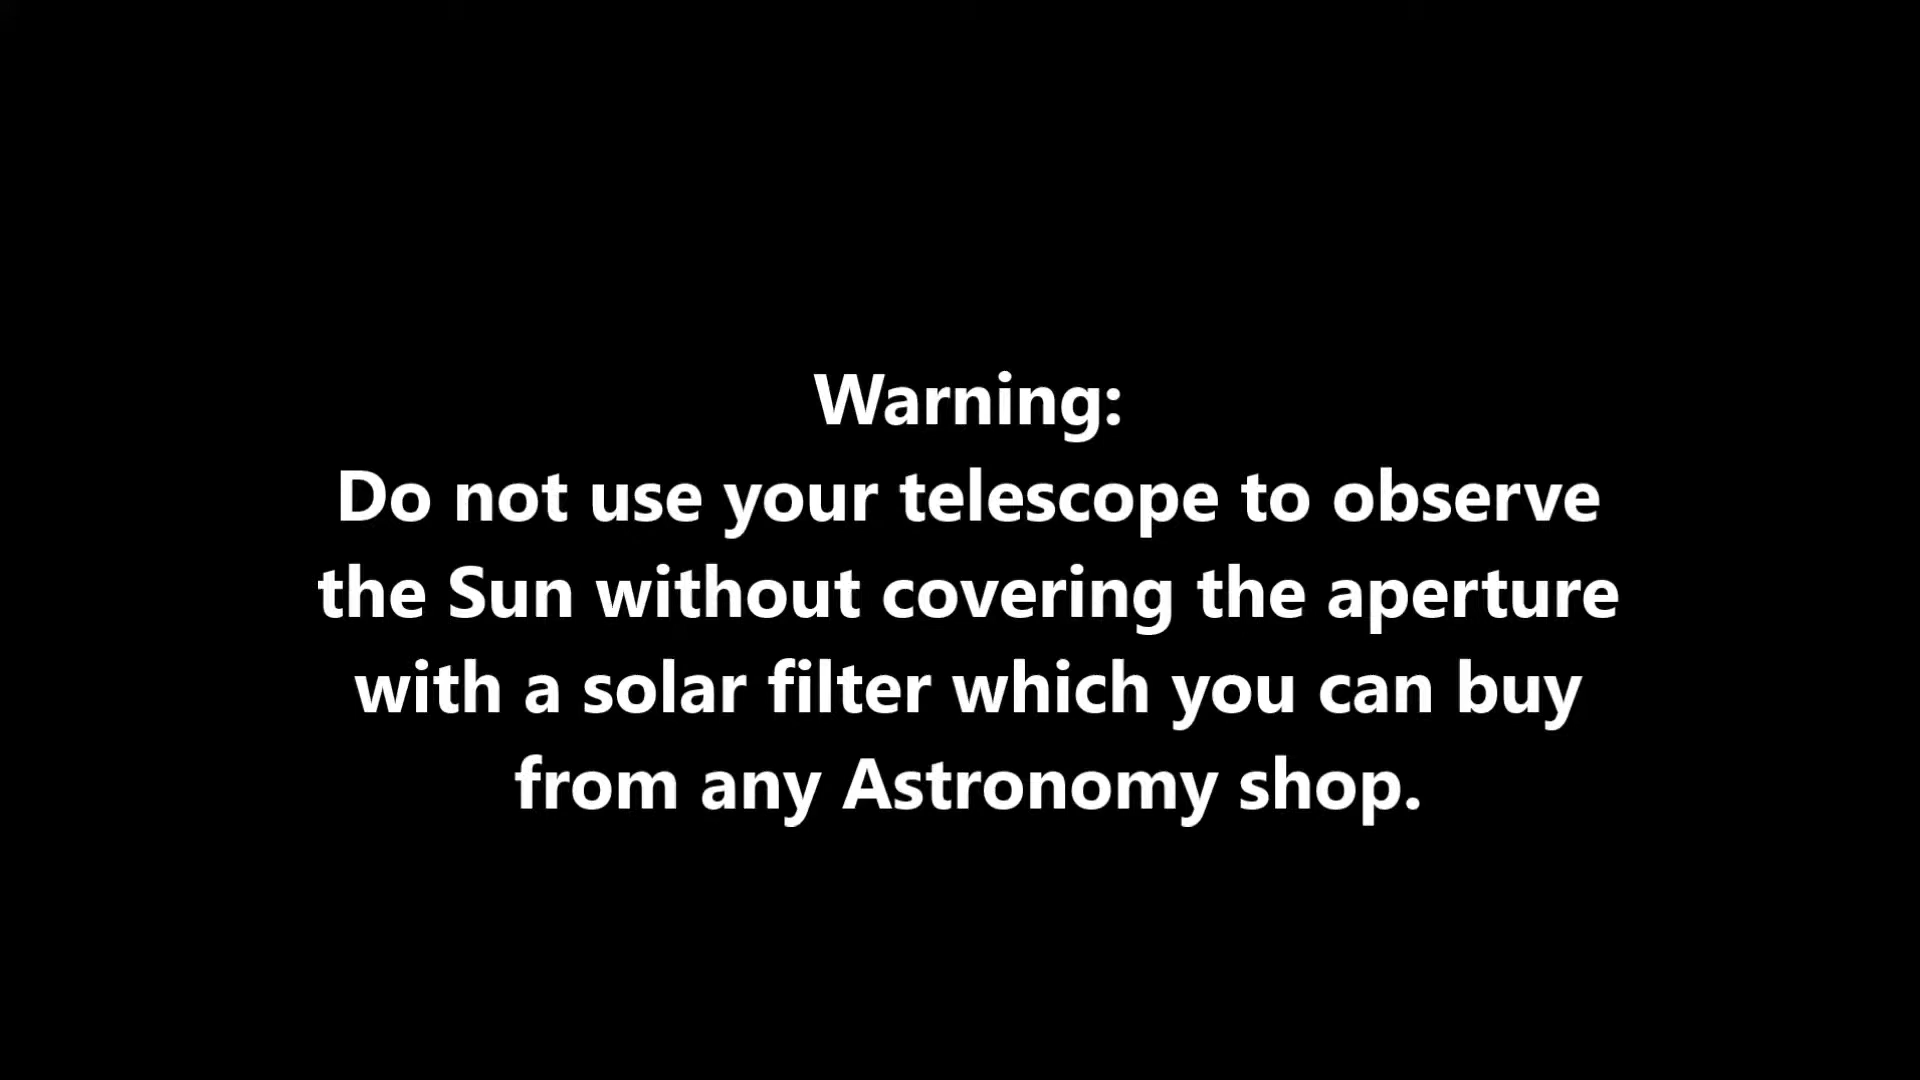 Warning:
Do not use your telescope to observe
the Sun without covering the aperture
with a solar filter which you can buy
from any Astronomy shop.